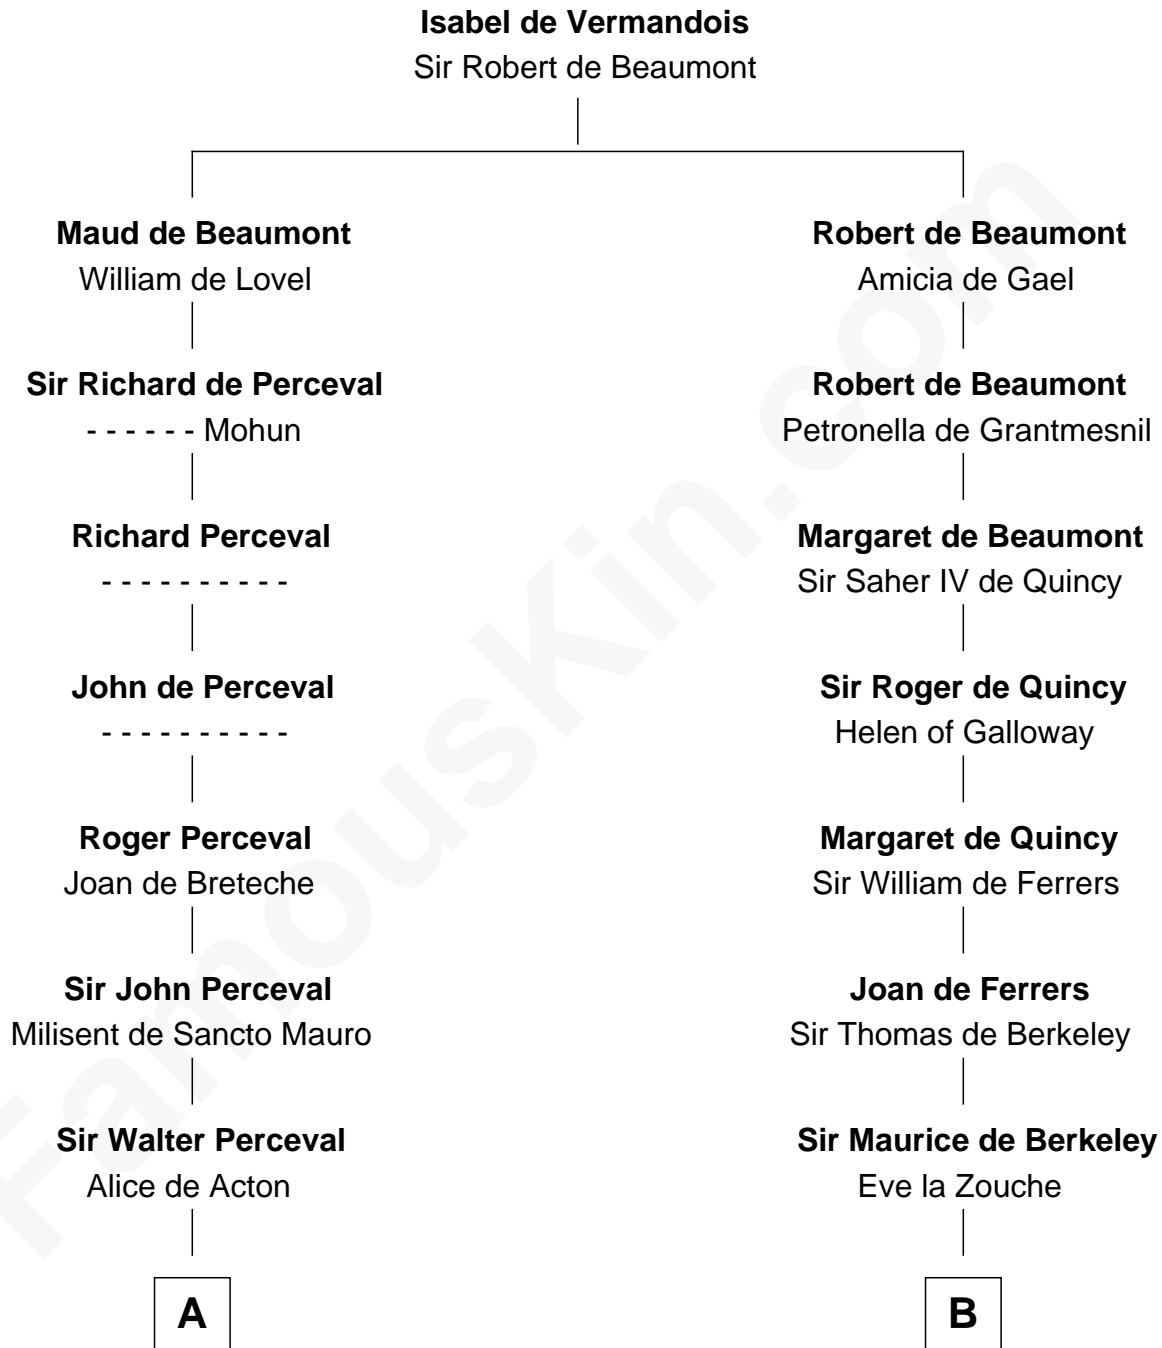 Isabel de Vermandois
Sir Robert de Beaumont
Maud de Beaumont
William de Lovel
Robert de Beaumont
Amicia de Gael
Sir Richard de Perceval
- - - - - - Mohun
Robert de Beaumont
Petronella de Grantmesnil
Richard Perceval
- - - - - - - - - -
Margaret de Beaumont
Sir Saher IV de Quincy
John de Perceval
- - - - - - - - - -
Sir Roger de Quincy
Helen of Galloway
Roger Perceval
Joan de Breteche
Margaret de Quincy
Sir William de Ferrers
Sir John Perceval
Milisent de Sancto Mauro
Joan de Ferrers
Sir Thomas de Berkeley
Sir Walter Perceval
Alice de Acton
Sir Maurice de Berkeley
Eve la Zouche
A
B
FamousKin.com